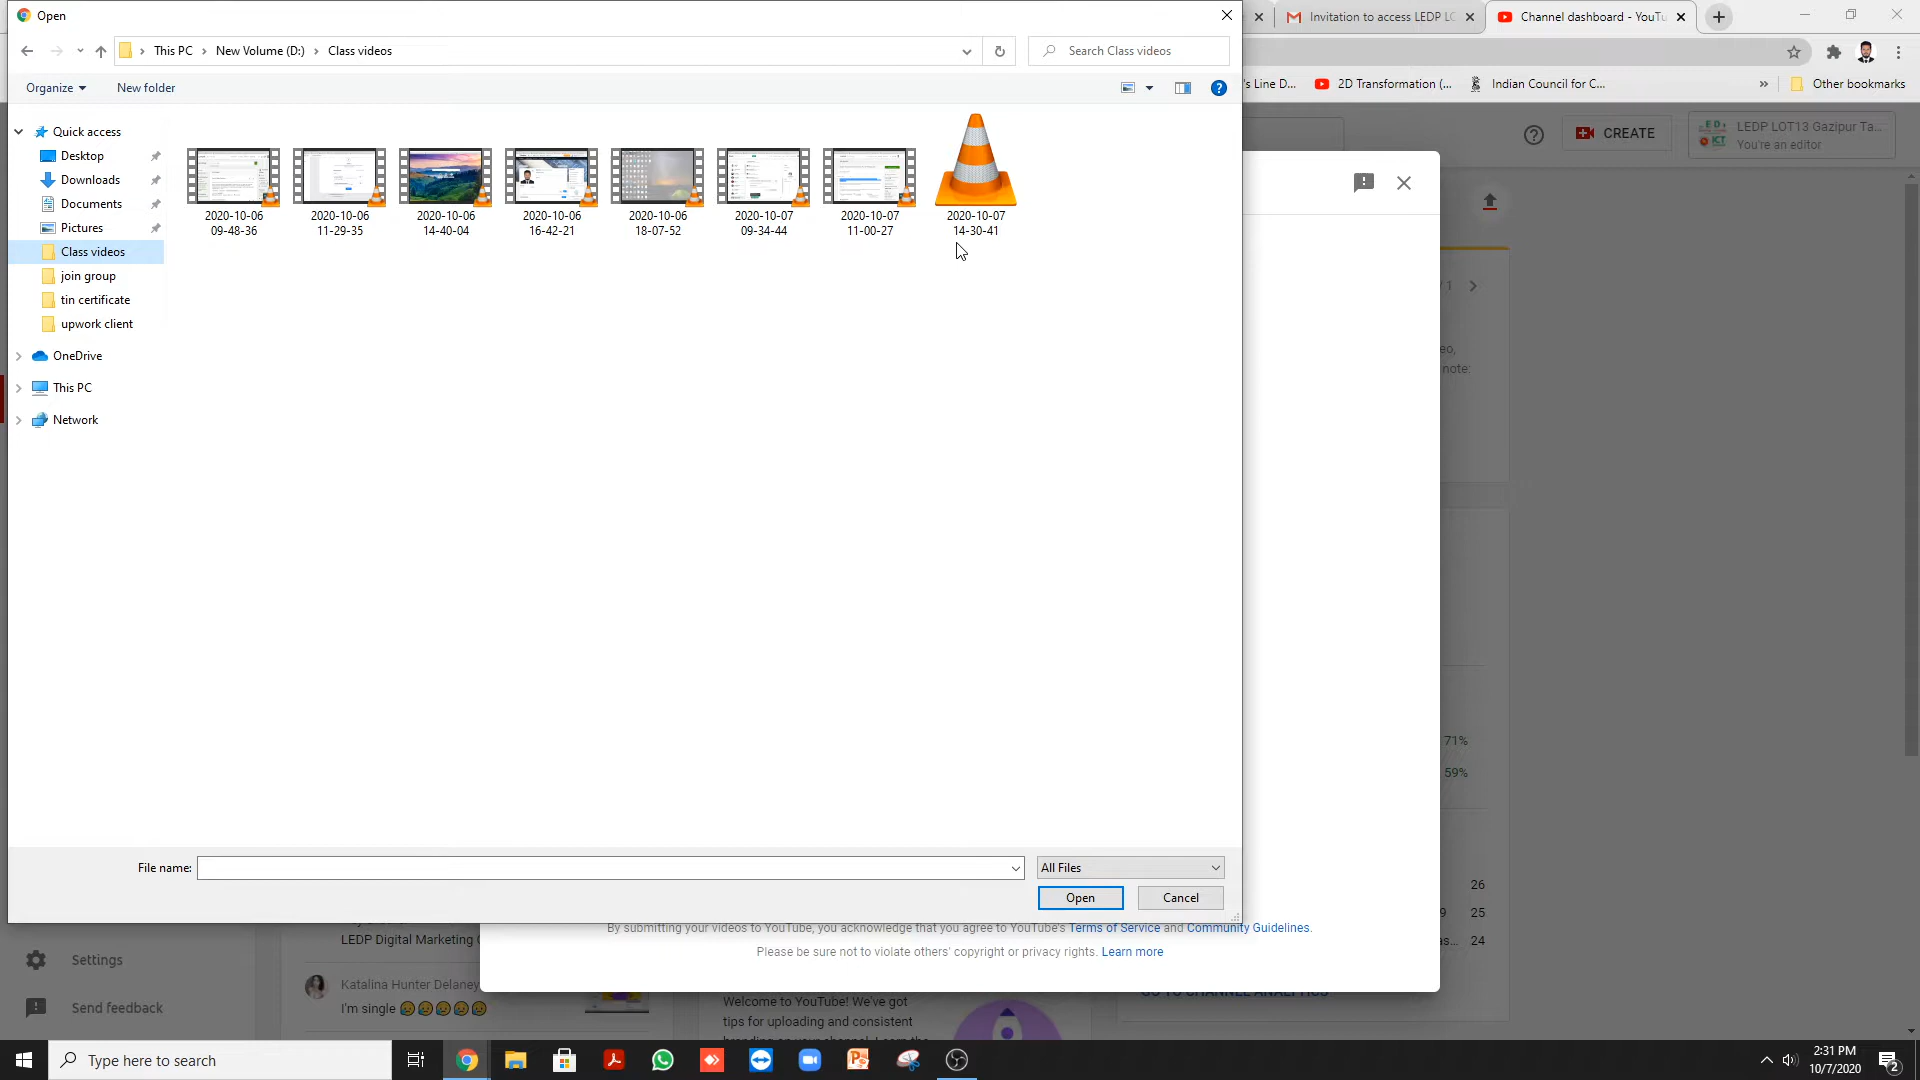 Open
Invitation to access LEDP LO
Channel dashboard - YouTu
This PC
New Volume (D:)
Class videos
Search Class videos
Organize
New folder
's Line D...
2D Transformation (...
Indian Council for C...
Other bookmarks
Quick access
Desktop
Downloads
Documents
Pictures
Class videos
join group
tin certificate
upwork client
OneDrive
This PC
Network
2020-10-06
09-48-36
2020-10-06
11-29-35
2020-10-06
14-40-04
2020-10-06
16-42-21
2020-10-06
18-07-52
2020-10-07
09-34-44
2020-10-07
11-00-27
2020-10-07
14-30-41
CREATE
LEDP LOT13 Gazipur Ta...
You're an editor
/ 1
eo,
note:
71%
59%
26
9 25
as... 24
File name:
All Files
Open
Cancel
By submitting your videos to YouTube, you acknowledge that you agree to YouTube's Terms of Service and Community Guidelines.
Please be sure not to violate others' copyright or privacy rights. Learn more
Settings
Send feedback
LEDP Digital Marketing
Katalina Hunter Delaney
I'm single 😥😥😥😥😥
Welcome to YouTube! We've got
tips for uploading and consistent
GO TO CHANNEL ANALYTICS
Type here to search
2:31 PM
10/7/2020
2